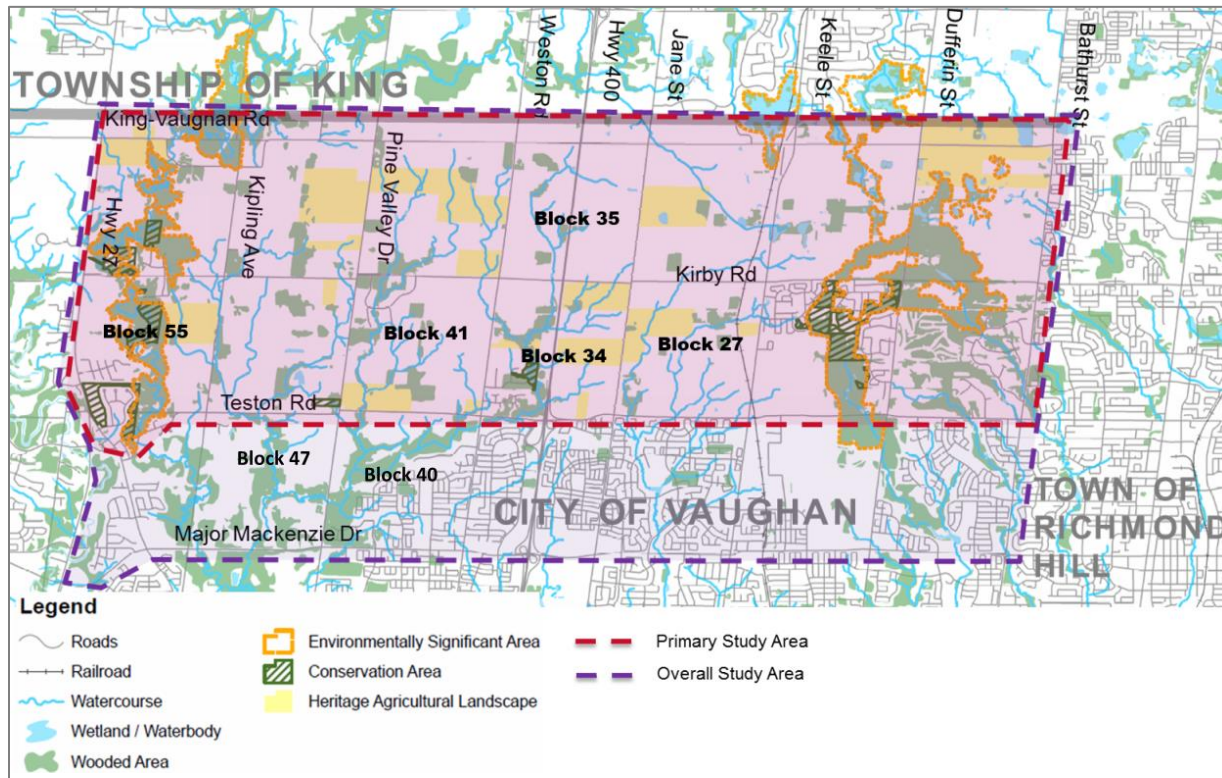 TOWNSHIP OF KING
King-Vaughan Rd
Hwy 27
Kipling Ave
Pine Valley Dr
Weston Rd
Hwy 400
Jane St
Keele St
Dufferin St
Bathurst St
Block 35
Kirby Rd
Block 55
Block 41
Block 34
Block 27
Teston Rd
Block 47
Block 40
CITY OF VAUGHAN
TOWN OF
RICHMOND
HILL
Major Mackenzie Dr
Legend
Roads
Railroad
Watercourse
Wetland / Waterbody
Wooded Area
Environmentally Significant Area
Conservation Area
Heritage Agricultural Landscape
Primary Study Area
Overall Study Area